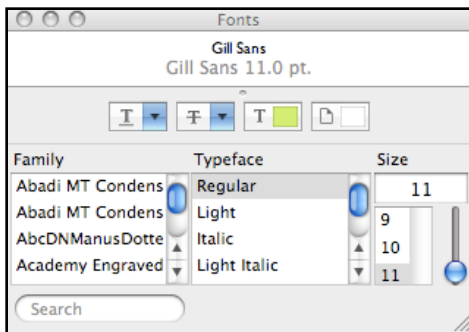 Fonts
Gill Sans
Gill Sans 11.0 pt.
T T T
Family Typeface Size
Abadi MT Condens Regular 11
Abadi MT Condens Light 9
AbcDNManusDotte Italic 10
Academy Engraved Light Italic 11
Search